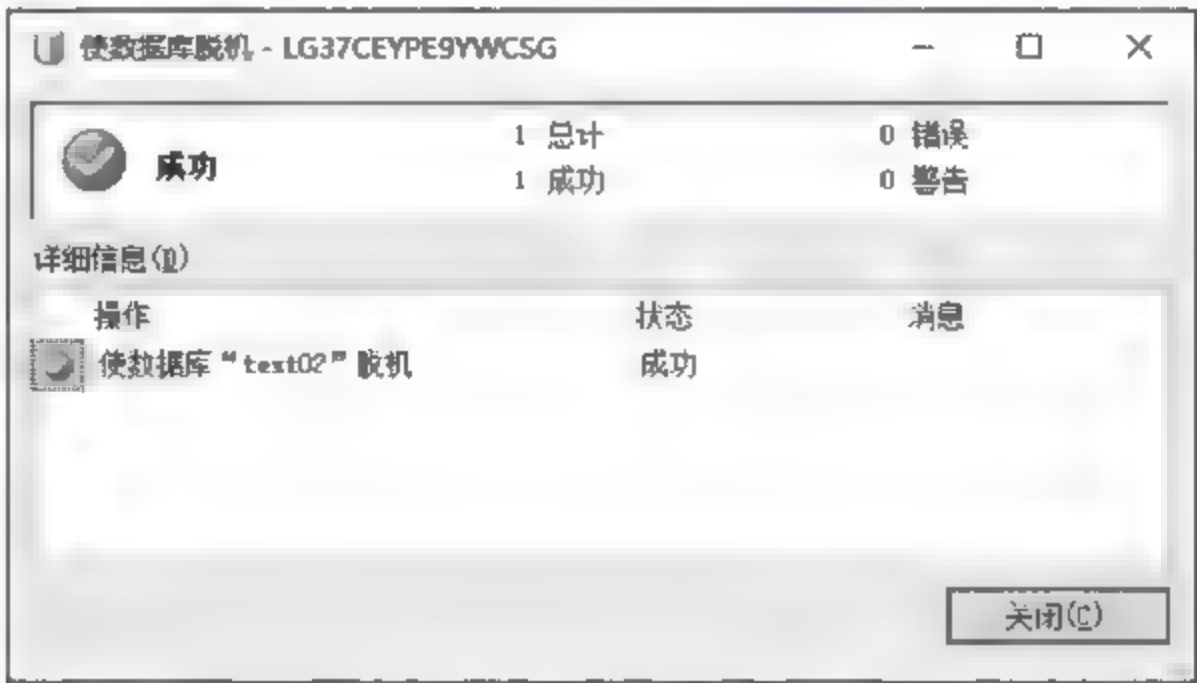 使数据库脱机 - LG37CEYPE9YWCSG
成功 1 总计 0 错误
1 成功 0 警告
详细信息(D)
操作 状态 消息
使数据库“text02”脱机 成功
关闭(C)